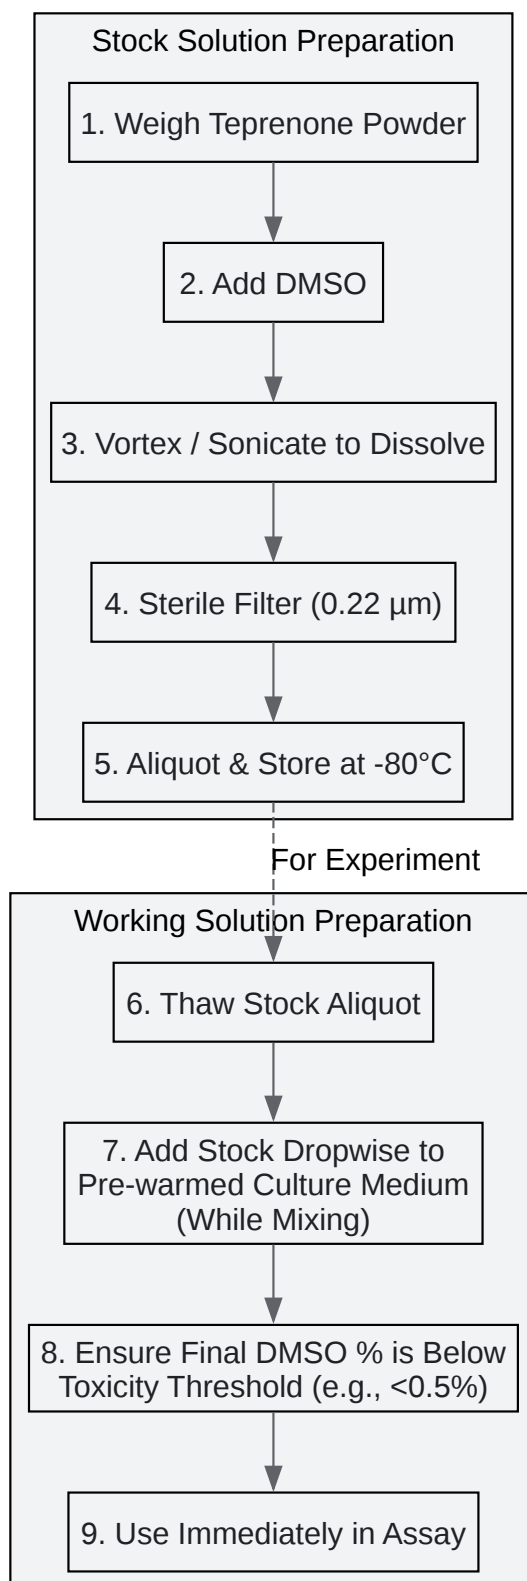 Stock Solution Preparation
1. Weigh Teprenone Powder
2. Add DMSO
3. Vortex / Sonicate to Dissolve
4. Sterile Filter (0.22 µm)
5. Aliquot & Store at -80°C
For Experiment
Working Solution Preparation
6. Thaw Stock Aliquot
7. Add Stock Dropwise to
Pre-warmed Culture Medium
(While Mixing)
8. Ensure Final DMSO % is Below
Toxicity Threshold (e.g., <0.5%)
9. Use Immediately in Assay